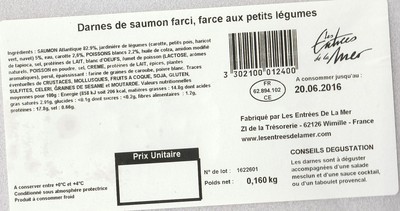 Darnes de saumon farci, farce aux petits légumes
Ingrédients : SAUMON Atlantique 82.9%, jardinière de légumes (carotte, petits pois, haricot
vert, navet) 5%, eau, carotte 2,6%, POISSONS blancs 2.2%, huile de colza, amidon modifié
de tapioca, sel, protéines de LAIT, blanc d'OEUFS, fumet de poisson (LACTOSE, arômes
naturels, POISSON en poudre, sel, CREME, protéines de LAIT, épices, plantes
aromatiques), persil, épaississant : farine de graines de caroube, poivre blanc. Traces
éventuelles de CRUSTACES, MOLLUSQUES, FRUITS A COQUE, SOJA, GLUTEN,
SULFITES, CELERI, GRAINES DE SESAME et MOUTARDE. Valeurs nutritionnelles
moyennes pour 100g : Energie (858 kJ soit 206 kcal, matières grasses : 14.8g dont acides
gras saturés 2.91g, glucides : <0.1g dont sucres : <0.2g, fibres alimentaires : 1.2g,
protéines : 17.8g, sel : 0.60g.
Les
Entrées
de la
Mer
3 302100 012400
FR
62.894.102
CE
A consommer jusqu'au :
20.06.2016
Fabriqué par Les Entrées De La Mer
ZI de la Trésorerie - 62126 Wimille - France
www.lesentreesdelamer.com
Prix Unitaire
N° de lot : 1622601
Poids net : 0,160 kg
CONSEILS DEGUSTATION
Les darnes sont à déguster
accompagnées d'une salade
mesclun et d'une sauce cocktail,
ou d'un taboulet provencal.
A conserver entre +0°C et +4°C
Conditionné sous atmosphère protectrice
Produit à consommer froid